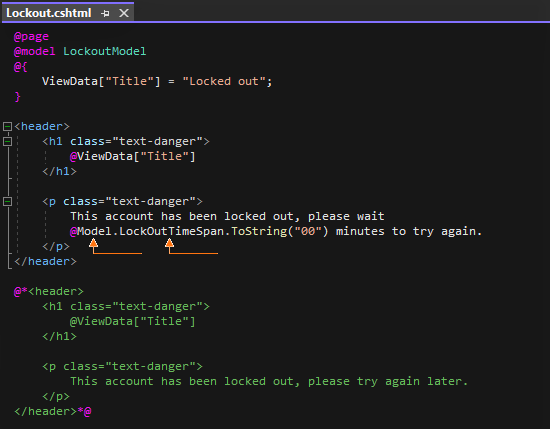 Lockout.cshtml
@page
@model LockoutModel
@{
ViewData["Title"] = "Locked out";
}
<header>
<h1 class="text-danger">
@ViewData["Title"]
</h1>
<p class="text-danger">
This account has been locked out, please wait
@Model.LockOutTimeSpan.ToString("00") minutes to try again.
</p>
</header>
@*<header>
<h1 class="text-danger">
@ViewData["Title"]
</h1>
<p class="text-danger">
This account has been locked out, please try again later.
</p>
</header>*@